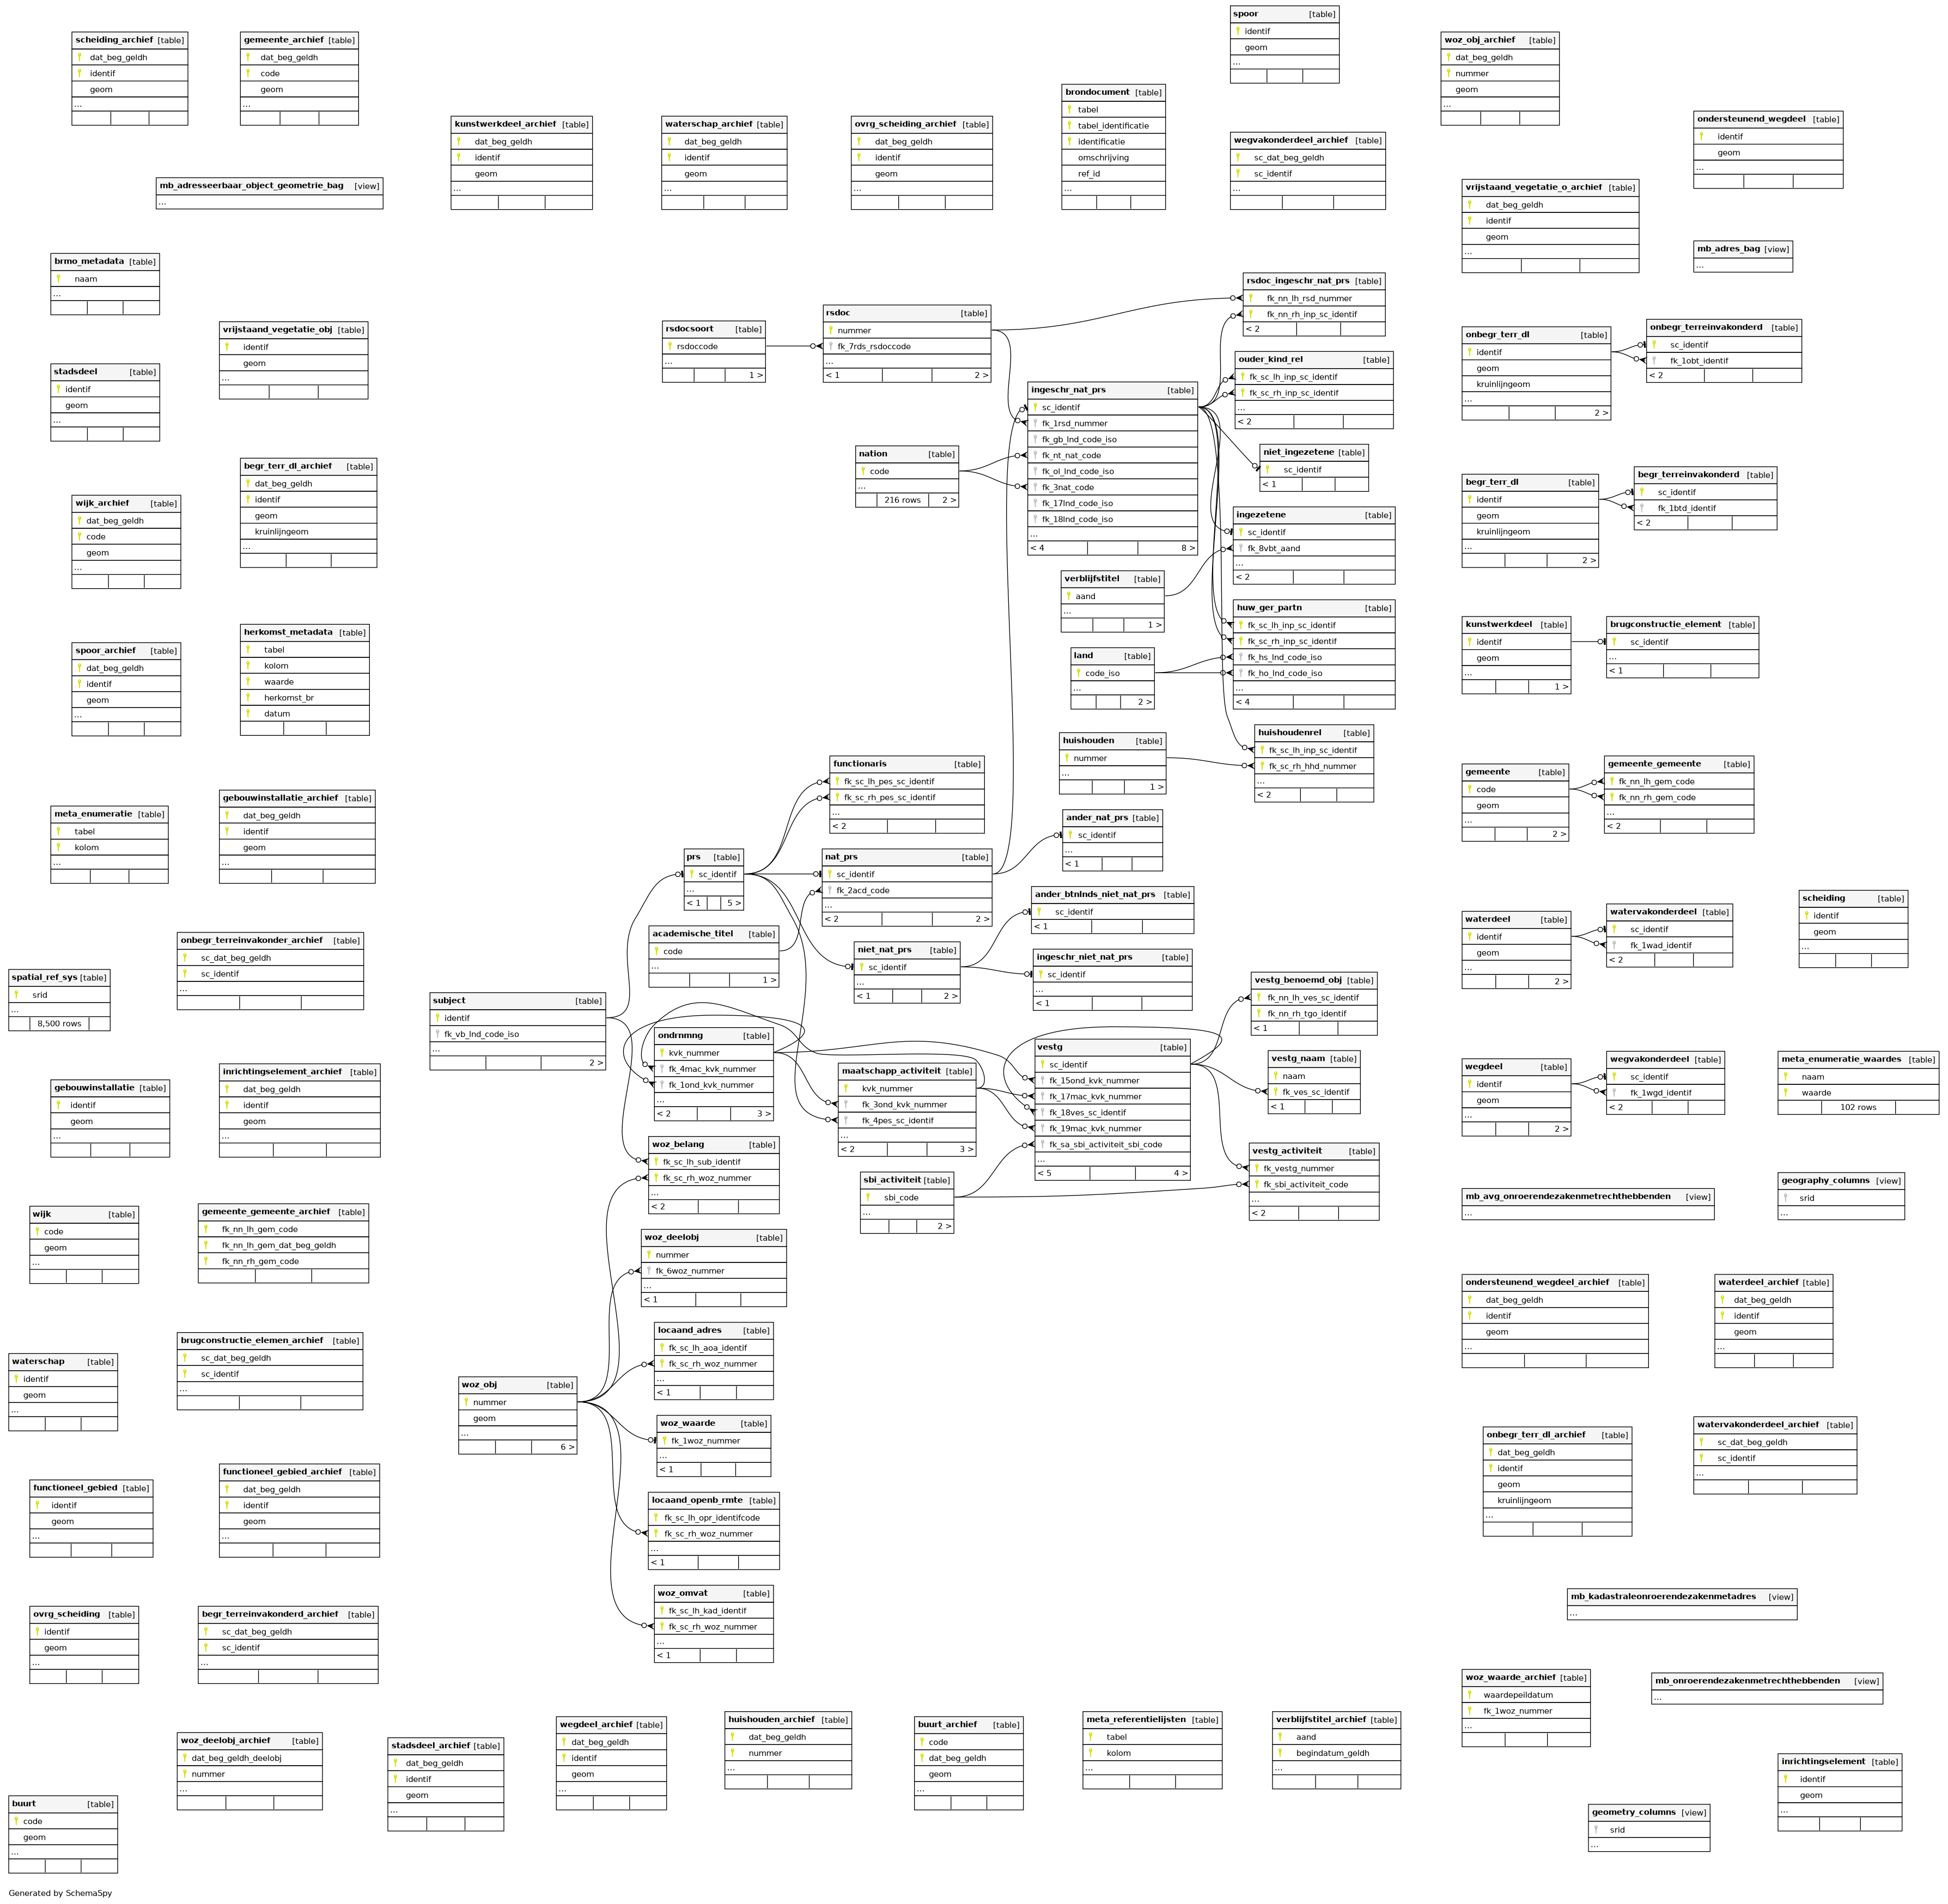 scheiding_archief [table]
dat_beg_geldh
identif
geom
...
gemeente_archief [table]
dat_beg_geldh
code
geom
...
kunstwerkdeel_archief [table]
dat_beg_geldh
identif
geom
...
waterschap_archief [table]
dat_beg_geldh
identif
geom
...
ovrg_scheiding_archief [table]
dat_beg_geldh
identif
geom
...
brondocument [table]
tabel
tabel_identificatie
identificatie
omschrijving
ref_id
...
spoor [table]
identif
geom
...
wegvakonderdeel_archief [table]
sc_dat_beg_geldh
sc_identif
...
woz_obj_archief [table]
dat_beg_geldh
nummer
geom
...
ondersteunend_wegdeel [table]
identif
geom
...
vrijstaand_vegetatie_o_archief [table]
dat_beg_geldh
identif
geom
...
mb_adres_bag [view]
...
mb_adresseerbaar_object_geometrie_bag [view]
...
brmo_metadata [table]
naam
...
vrijstaand_vegetatie_obj [table]
identif
geom
...
stadsdeel [table]
identif
geom
...
begr_terr_dl_archief [table]
dat_beg_geldh
identif
geom
kruinlijngeom
...
wijk_archief [table]
dat_beg_geldh
code
geom
...
herkomst_metadata [table]
tabel
kolom
waarde
herkomst_br
datum
spoor_archief [table]
dat_beg_geldh
identif
geom
...
rsdocsoort [table]
rsdoccode
...
1 >
rsdoc [table]
nummer
fk_7rds_rsdoccode
...
< 1 2 >
nation [table]
code
...
216 rows 2 >
ingeschr_nat_prs [table]
sc_identif
fk_1rsd_nummer
fk_gb_lnd_code_iso
fk_nt_nat_code
fk_ol_lnd_code_iso
fk_3nat_code
fk_17lnd_code_iso
fk_18lnd_code_iso
...
< 4 8 >
rsdoc_ingeschr_nat_prs [table]
fk_nn_lh_rsd_nummer
fk_nn_rh_inp_sc_identif
< 2
ouder_kind_rel [table]
fk_sc_lh_inp_sc_identif
fk_sc_rh_inp_sc_identif
...
< 2
niet_ingezetene [table]
sc_identif
< 1
ingezetene [table]
sc_identif
fk_8vbt_aand
...
< 2
verblijfstitel [table]
aand
...
1 >
huw_ger_partn [table]
fk_sc_lh_inp_sc_identif
fk_sc_rh_inp_sc_identif
fk_hs_lnd_code_iso
fk_ho_lnd_code_iso
...
< 4
land [table]
code_iso
...
2 >
huishouden [table]
nummer
...
1 >
huishoudenrel [table]
fk_sc_lh_inp_sc_identif
fk_sc_rh_hhd_nummer
...
< 2
onbegr_terr_dl [table]
identif
geom
kruinlijngeom
...
2 >
onbegr_terreinvakonderd [table]
sc_identif
fk_1obt_identif
< 2
begr_terr_dl [table]
identif
geom
kruinlijngeom
...
2 >
begr_terreinvakonderd [table]
sc_identif
fk_1btd_identif
< 2
kunstwerkdeel [table]
identif
geom
...
1 >
brugconstructie_element [table]
sc_identif
...
< 1
gemeente [table]
code
geom
...
2 >
gemeente_gemeente [table]
fk_nn_lh_gem_code
fk_nn_rh_gem_code
...
< 2
meta_enumeratie [table]
tabel
kolom
...
gebouwinstallatie_archief [table]
dat_beg_geldh
identif
geom
...
functionaris [table]
fk_sc_lh_pes_sc_identif
fk_sc_rh_pes_sc_identif
...
< 2
ander_nat_prs [table]
sc_identif
...
< 1
prs [table]
sc_identif
...
< 1 5 >
nat_prs [table]
sc_identif
fk_2acd_code
...
< 2 2 >
academische_titel [table]
code
...
1 >
niet_nat_prs [table]
sc_identif
...
< 1 2 >
ander_btnlnds_niet_nat_prs [table]
sc_identif
< 1
ingeschr_niet_nat_prs [table]
sc_identif
...
< 1
waterdeel [table]
identif
geom
...
2 >
watervakonderdeel [table]
sc_identif
fk_1wad_identif
< 2
scheiding [table]
identif
geom
...
onbegr_terreinvakonder_archief [table]
sc_dat_beg_geldh
sc_identif
...
spatial_ref_sys [table]
srid
...
8,500 rows
subject [table]
identif
fk_vb_lnd_code_iso
...
2 >
ondrnmng [table]
kvk_nummer
fk_4mac_kvk_nummer
fk_1ond_kvk_nummer
...
< 2 3 >
maatschapp_activiteit [table]
kvk_nummer
fk_3ond_kvk_nummer
fk_4pes_sc_identif
...
< 2 3 >
vestg [table]
sc_identif
fk_15ond_kvk_nummer
fk_17mac_kvk_nummer
fk_18ves_sc_identif
fk_19mac_kvk_nummer
fk_sa_sbi_activiteit_sbi_code
...
< 5 4 >
vestg_benoemd_obj [table]
fk_nn_lh_ves_sc_identif
fk_nn_rh_tgo_identif
< 1
vestg_naam [table]
naam
fk_ves_sc_identif
< 1
vestg_activiteit [table]
fk_vestg_nummer
fk_sbi_activiteit_code
...
< 2
sbi_activiteit [table]
sbi_code
...
2 >
wegdeel [table]
identif
geom
...
2 >
wegvakonderdeel [table]
sc_identif
fk_1wgd_identif
< 2
meta_enumeratie_waardes [table]
naam
waarde
102 rows
gebouwinstallatie [table]
identif
geom
...
inrichtingselement_archief [table]
dat_beg_geldh
identif
geom
...
woz_belang [table]
fk_sc_lh_sub_identif
fk_sc_rh_woz_nummer
...
< 2
mb_avg_onroerendezakenmetrechthebbenden [view]
...
geography_columns [view]
srid
...
wijk [table]
code
geom
...
gemeente_gemeente_archief [table]
fk_nn_lh_gem_code
fk_nn_lh_gem_dat_beg_geldh
fk_nn_rh_gem_code
woz_deelobj [table]
nummer
fk_6woz_nummer
...
< 1
locaand_adres [table]
fk_sc_lh_aoa_identif
fk_sc_rh_woz_nummer
...
< 1
ondersteunend_wegdeel_archief [table]
dat_beg_geldh
identif
geom
...
waterdeel_archief [table]
dat_beg_geldh
identif
geom
...
waterschap [table]
identif
geom
...
brugconstructie_elemen_archief [table]
sc_dat_beg_geldh
sc_identif
...
woz_obj [table]
nummer
geom
...
6 >
woz_waarde [table]
fk_1woz_nummer
...
< 1
locaand_openb_rmte [table]
fk_sc_lh_opr_identifcode
fk_sc_rh_woz_nummer
...
< 1
woz_omvat [table]
fk_sc_lh_kad_identif
fk_sc_rh_woz_nummer
...
< 1
onbegr_terr_dl_archief [table]
dat_beg_geldh
identif
geom
kruinlijngeom
...
watervakonderdeel_archief [table]
sc_dat_beg_geldh
sc_identif
...
functioneel_gebied [table]
identif
geom
...
functioneel_gebied_archief [table]
dat_beg_geldh
identif
geom
...
ovrg_scheiding [table]
identif
geom
...
begr_terreinvakonderd_archief [table]
sc_dat_beg_geldh
sc_identif
...
mb_kadastraleonroerendezakenmetadres [view]
...
woz_waarde_archief [table]
waardepeildatum
fk_1woz_nummer
...
mb_onroerendezakenmetrechthebbenden [view]
...
woz_deelobj_archief [table]
dat_beg_geldh_deelobj
nummer
...
stadsdeel_archief [table]
dat_beg_geldh
identif
geom
...
wegdeel_archief [table]
dat_beg_geldh
identif
geom
...
huishouden_archief [table]
dat_beg_geldh
nummer
...
buurt_archief [table]
code
dat_beg_geldh
geom
...
meta_referentielijsten [table]
tabel
kolom
...
verblijfstitel_archief [table]
aand
begindatum_geldh
...
inrichtingselement [table]
identif
geom
...
geometry_columns [view]
srid
...
buurt [table]
code
geom
...
Generated by SchemaSpy